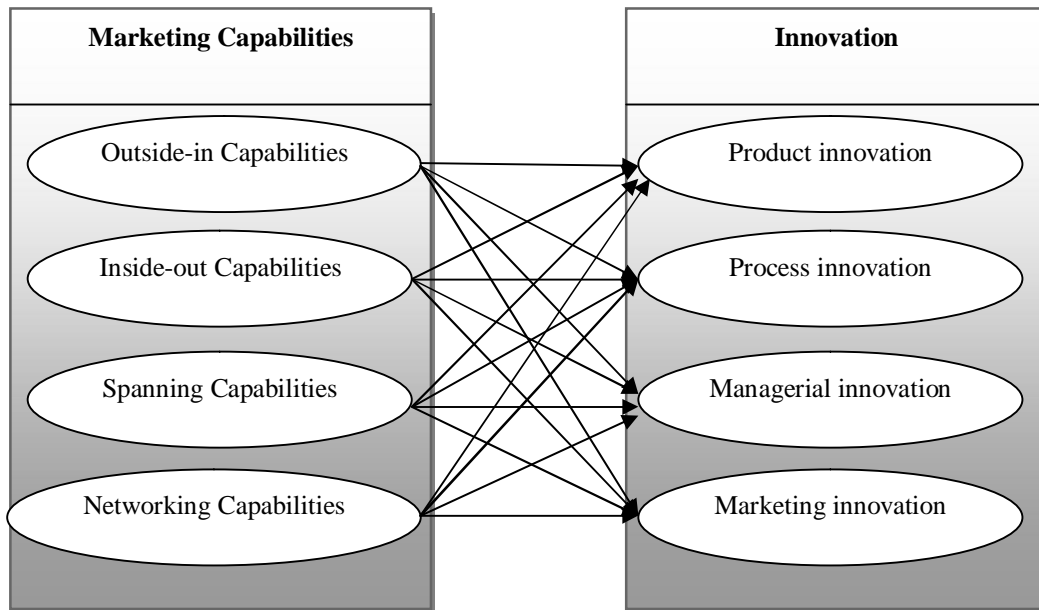 Marketing Capabilities
Outside-in Capabilities
Inside-out Capabilities
Spanning Capabilities
Networking Capabilities
Innovation
Product innovation
Process innovation
Managerial innovation
Marketing innovation